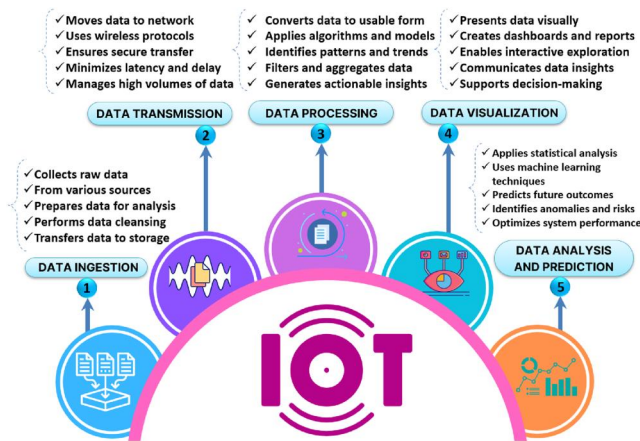 ✓ Moves data to network
✓ Uses wireless protocols
✓ Ensures secure transfer
✓ Minimizes latency and delay
✓ Manages high volumes of data
DATA TRANSMISSION
2
✓ Converts data to usable form
✓ Applies algorithms and models
✓ Identifies patterns and trends
✓ Filters and aggregates data
✓ Generates actionable insights
DATA PROCESSING
3
✓ Presents data visually
✓ Creates dashboards and reports
✓ Enables interactive exploration
✓ Communicates data insights
✓ Supports decision-making
DATA VISUALIZATION
4
✓ Collects raw data
✓ From various sources
✓ Prepares data for analysis
✓ Performs data cleansing
✓ Transfers data to storage
DATA INGESTION
1
✓ Applies statistical analysis
✓ Uses machine learning
techniques
✓ Predicts future outcomes
✓ Identifies anomalies and risks
✓ Optimizes system performance
DATA ANALYSIS
AND PREDICTION
5
IOT